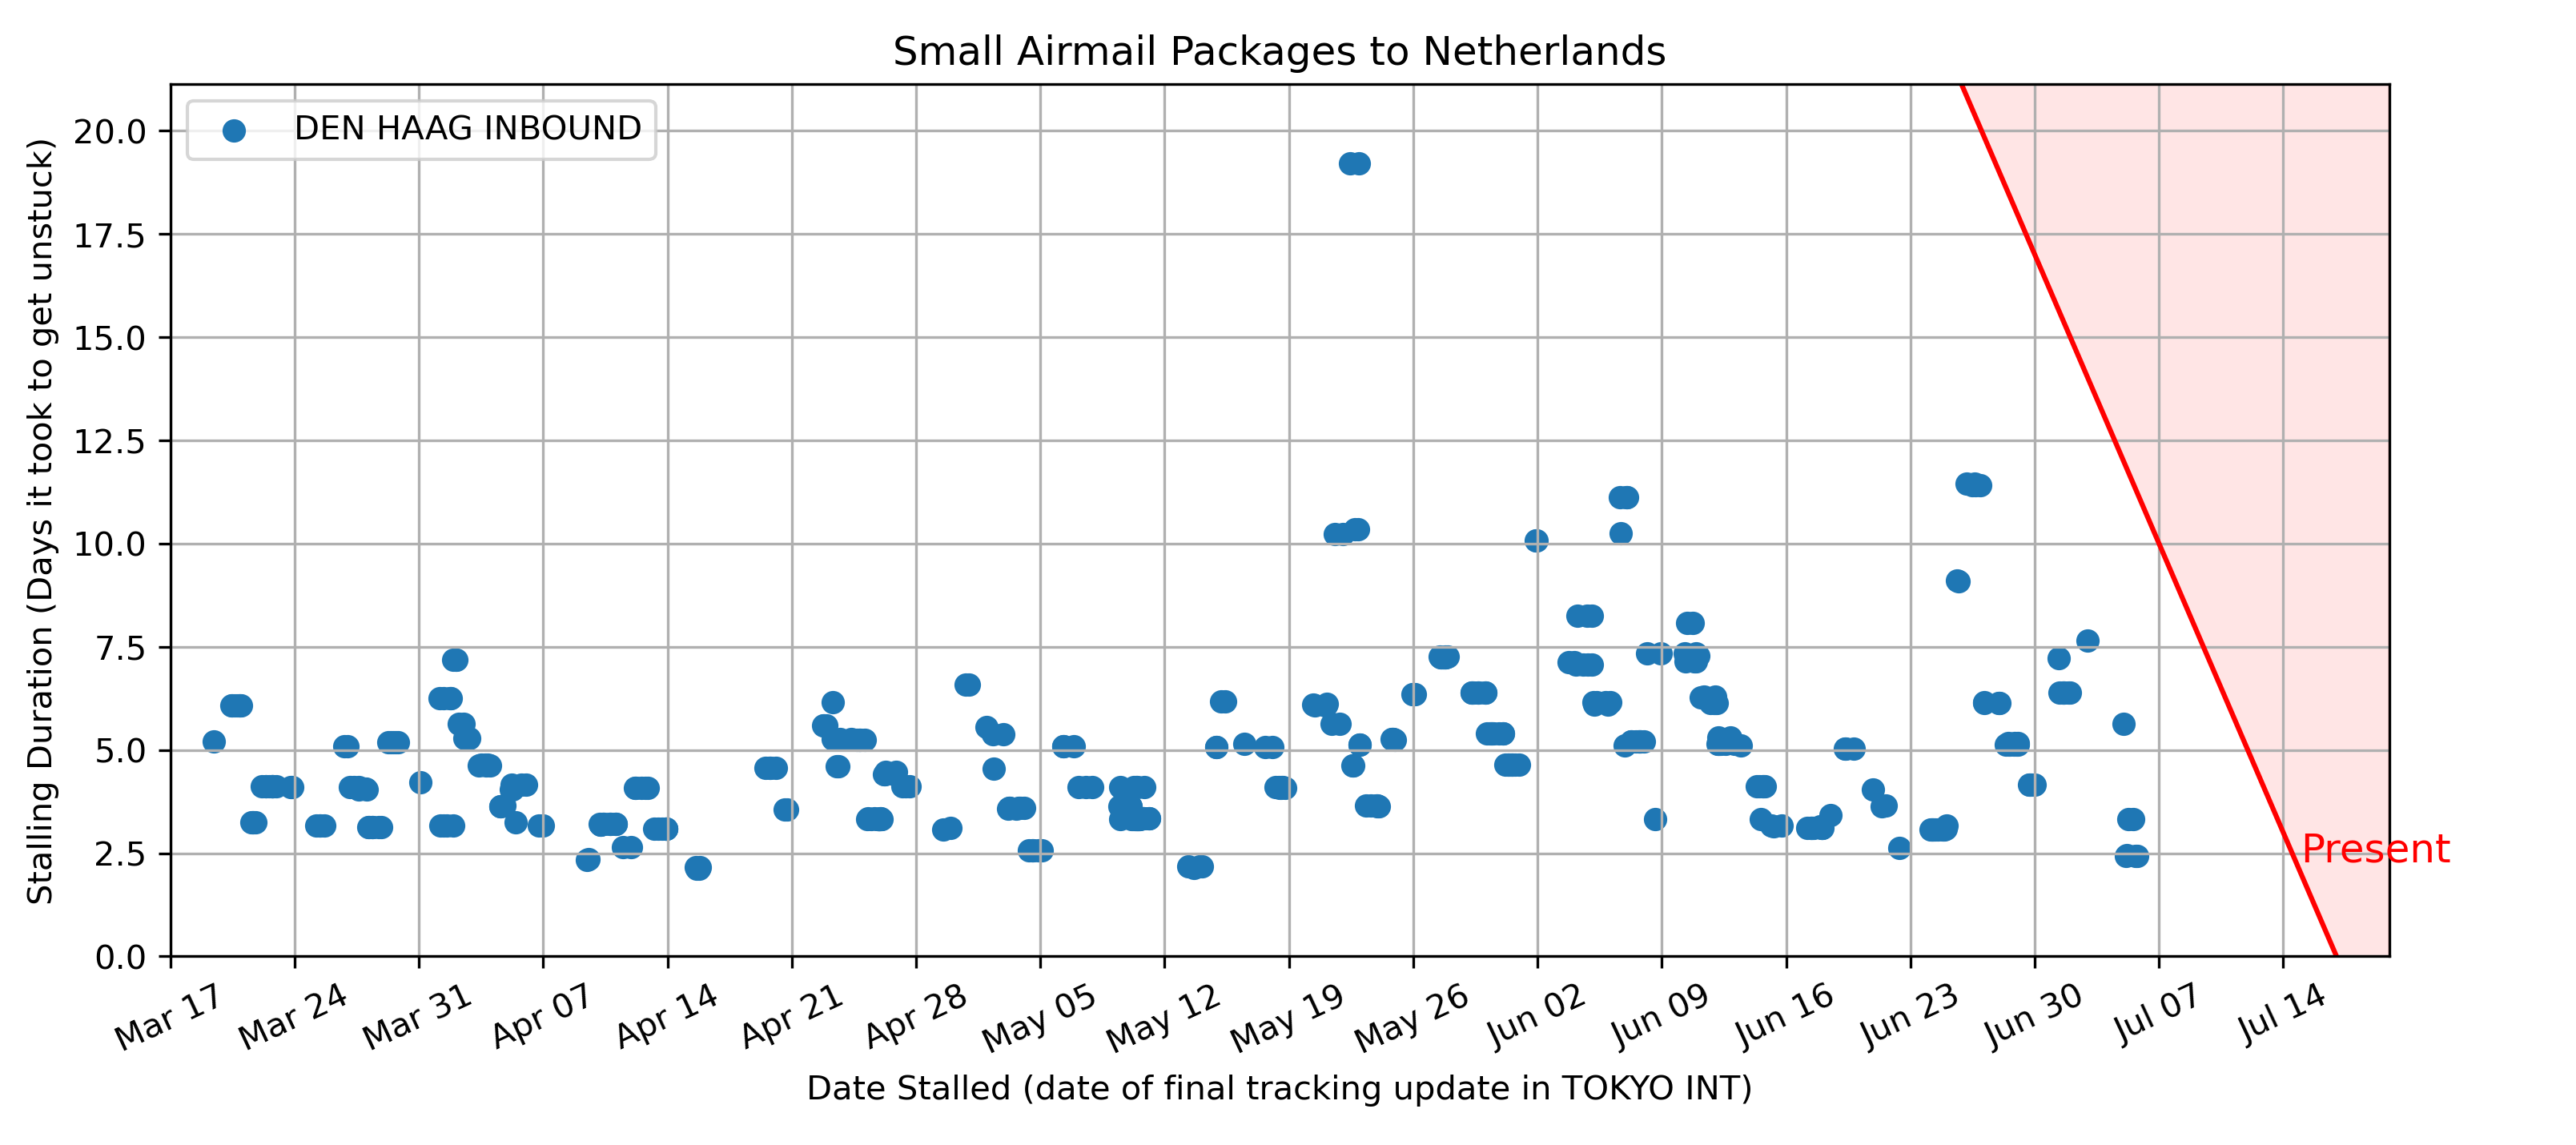 Small Airmail Packages to Netherlands
DEN HAAG INBOUND
Stalling Duration (Days it took to get unstuck)
20.0
17.5
15.0
12.5
10.0
7.5
5.0
2.5
0.0
Present
Mar 17
Mar 24
Mar 31
Apr 07
Apr 14
Apr 21
Apr 28
May 05
May 12
May 19
May 26
Jun 02
Jun 09
Jun 16
Jun 23
Jun 30
Jul 07
Jul 14
Date Stalled (date of final tracking update in TOKYO INT)